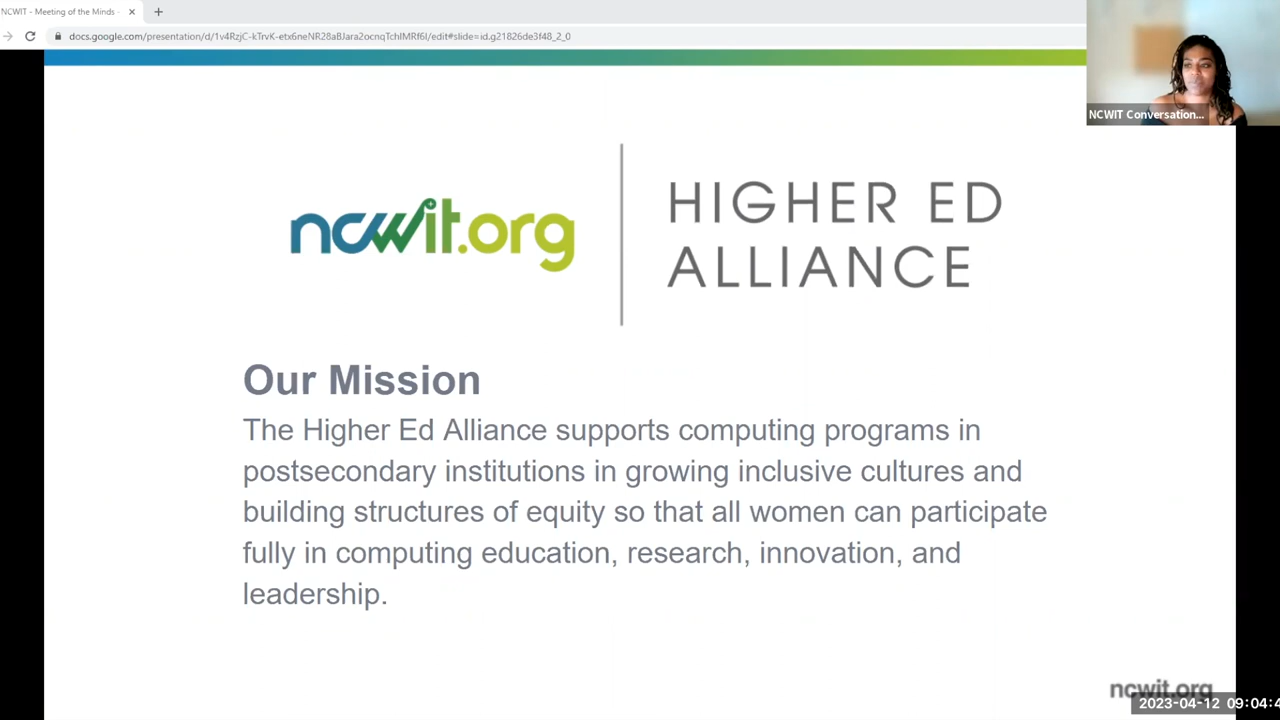 NCWIT - Meeting of the Minds
docs.google.com/presentation/d/1v4RzjC-kTrvK-etx6neNR28aBJara2ocnqTchIMRf6I/edit#slide=id.g21826de3f48_2_0
NCWIT Conversation...
ncwit.org
HIGHER ED
ALLIANCE
Our Mission
The Higher Ed Alliance supports computing programs in
postsecondary institutions in growing inclusive cultures and
building structures of equity so that all women can participate
fully in computing education, research, innovation, and
leadership.
ncwit.org
2023-04-12 09:04:4